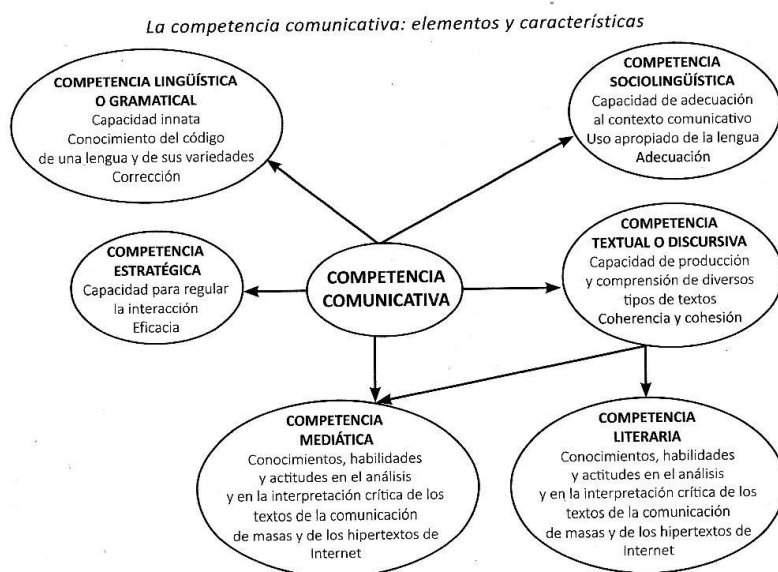 La competencia comunicativa: elementos y características
COMPETENCIA LINGÜÍSTICA
O GRAMATICAL
Capacidad innata
Conocimiento del código
de una lengua y de sus variedades
Corrección
COMPETENCIA
SOCIOLINGÜÍSTICA
Capacidad de adecuación
al contexto comunicativo
Uso apropiado de la lengua
Adecuación
COMPETENCIA
ESTRATÉGICA
Capacidad para regular
la interacción
Eficacia
COMPETENCIA
COMUNICATIVA
COMPETENCIA
TEXTUAL O DISCURSIVA
Capacidad de producción
y comprensión de diversos
tipos de textos
Coherencia y cohesión
COMPETENCIA
MEDIÁTICA
Conocimientos, habilidades
y actitudes en el análisis
y en la interpretación crítica de los
textos de la comunicación
de masas y de los hipertextos de
Internet
COMPETENCIA
LITERARIA
Conocimientos, habilidades
y actitudes en el análisis
y en la interpretación crítica de los
textos de la comunicación
de masas y de los hipertextos de
Internet